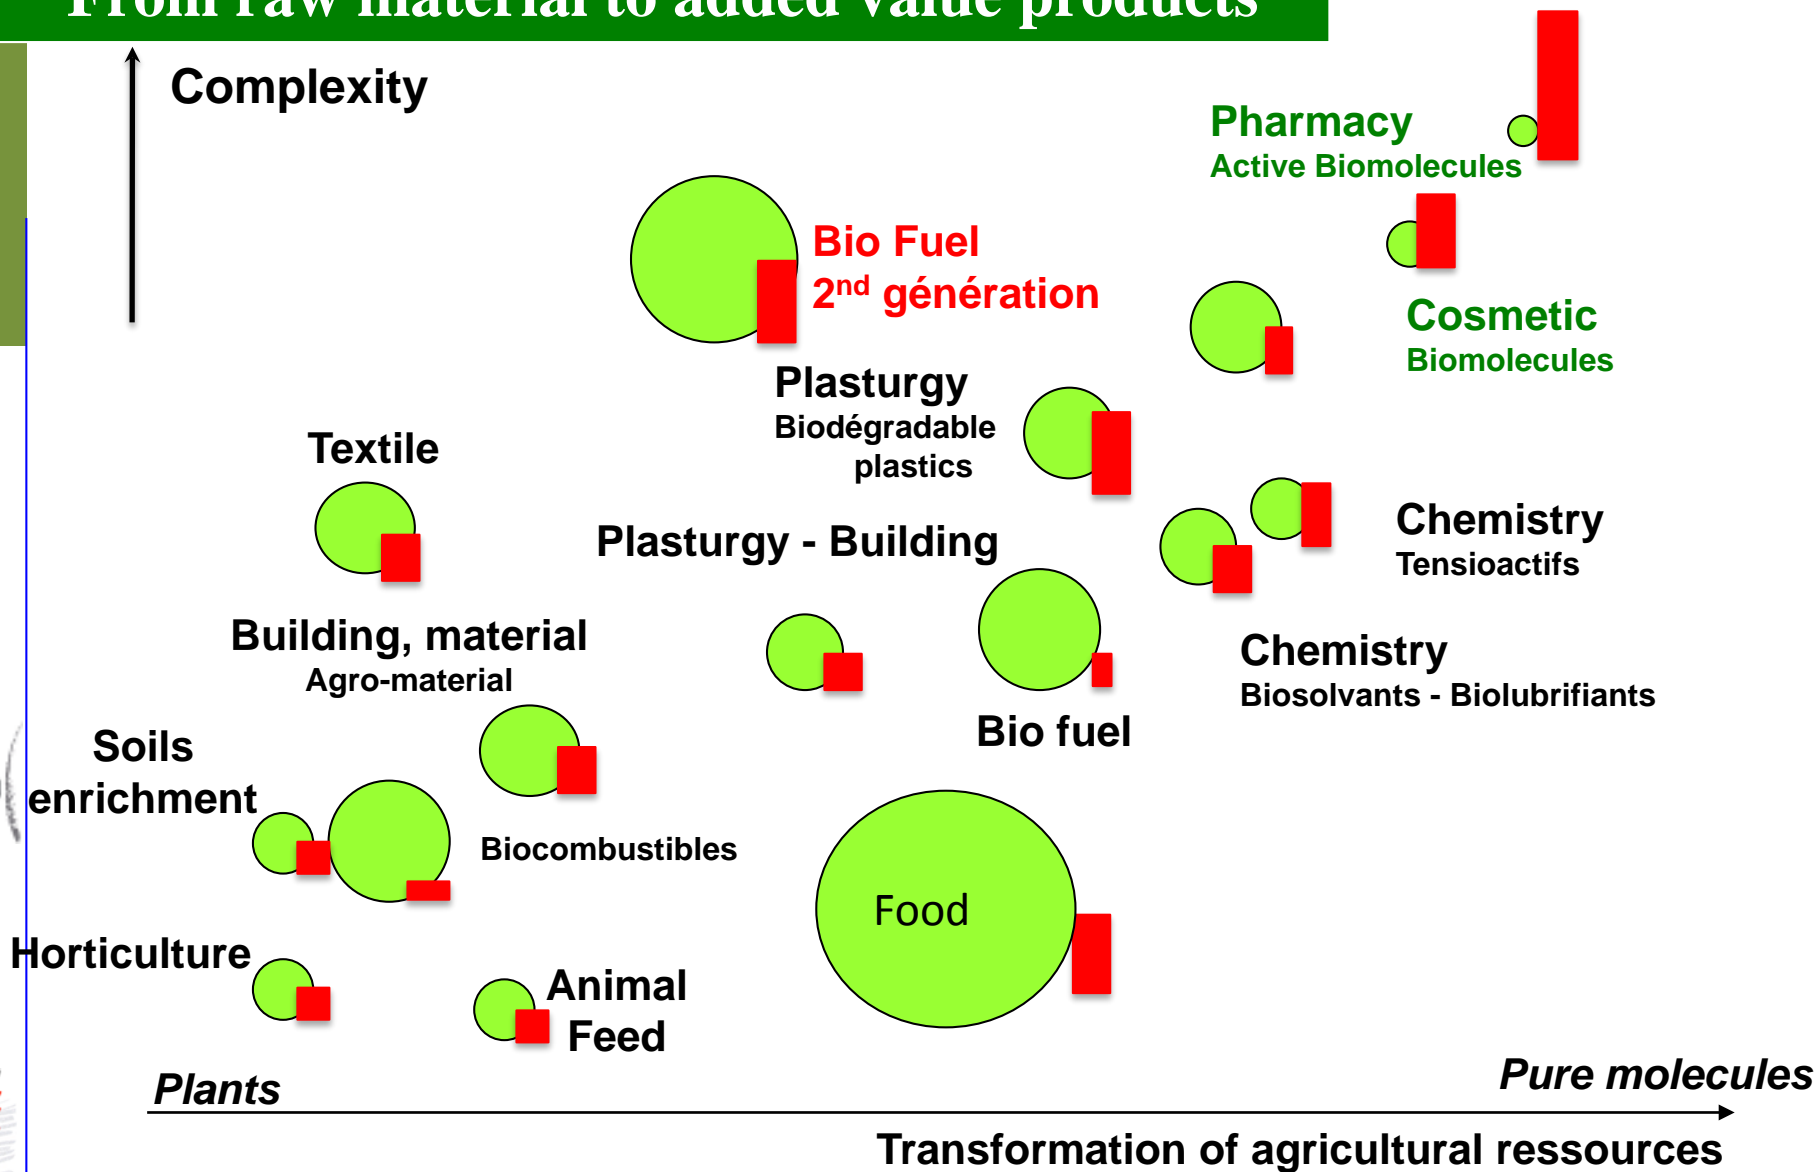 From raw material to added value products
Complexity
Pharmacy
Active Biomolecules
Bio Fuel
2nd génération
Cosmetic
Biomolecules
Plasturgy
Biodégradable
plastics
Textile
Plasturgy - Building
Chemistry
Tensioactifs
Building, material
Agro-material
Chemistry
Biosolvants - Biolubrifiants
Bio fuel
Soils
enrichment
Biocombustibles
Food
Horticulture
Animal
Feed
Plants
Pure molecules
Transformation of agricultural ressources